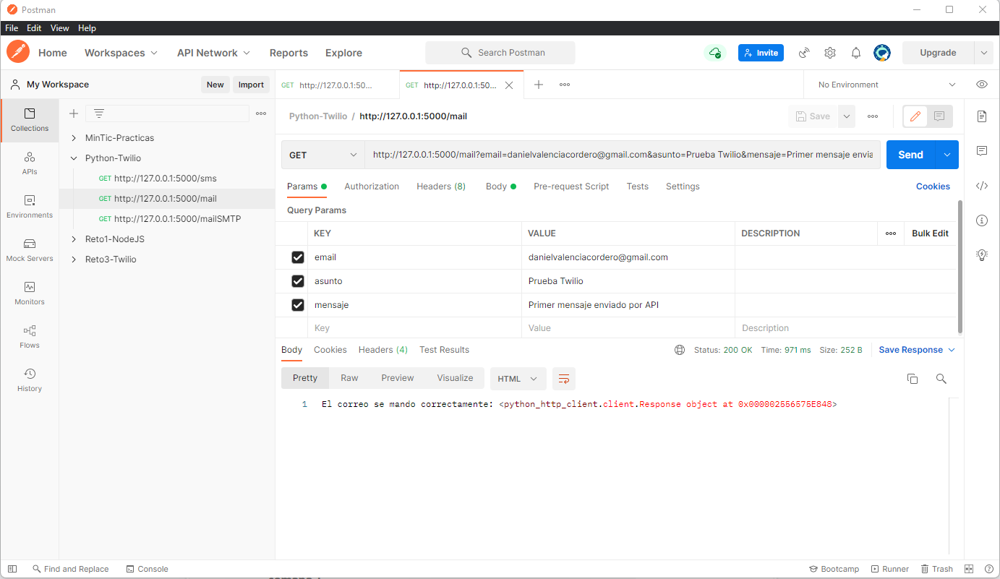 Postman
File Edit View Help
Home Workspaces API Network Reports Explore Search Postman Invite Upgrade
My Workspace New Import GET http://127.0.0.1:50... GET http://127.0.0.1:50... No Environment
Python-Twilio / http://127.0.0.1:5000/mail Save
Collections
APIs
Environments
Mock Servers
Monitors
Flows
History
MinTic-Practicas
Python-Twilio
GET http://127.0.0.1:5000/sms
GET http://127.0.0.1:5000/mail
GET http://127.0.0.1:5000/mailSMTP
Reto1-NodeJS
Reto3-Twilio
GET http://127.0.0.1:5000/mail?email=danielvalenciacordero@gmail.com&asunto=Prueba Twilio&mensaje=Primer mensaje envia Send
Params Authorization Headers (8) Body Pre-request Script Tests Settings Cookies
Query Params
KEY VALUE DESCRIPTION Bulk Edit
email danielvalenciacordero@gmail.com
asunto Prueba Twilio
mensaje Primer mensaje enviado por API
Key Value Description
Body Cookies Headers (4) Test Results Status: 200 OK Time: 971 ms Size: 252 B Save Response
Pretty Raw Preview Visualize HTML
1 El correo se mando correctamente: <python_http_client.client.Response object at 0x000002556575E848>
Find and Replace Console Bootcamp Runner Trash